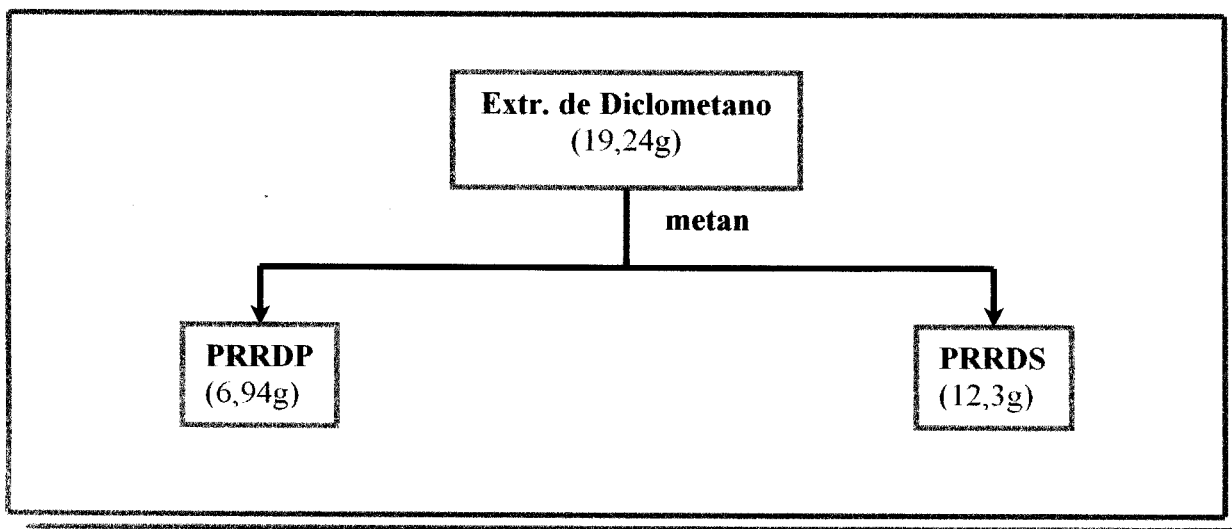 Extr. de Diclometano
(19,24g)
metan
PRRDP
(6,94g)
PRRDS
(12,3g)